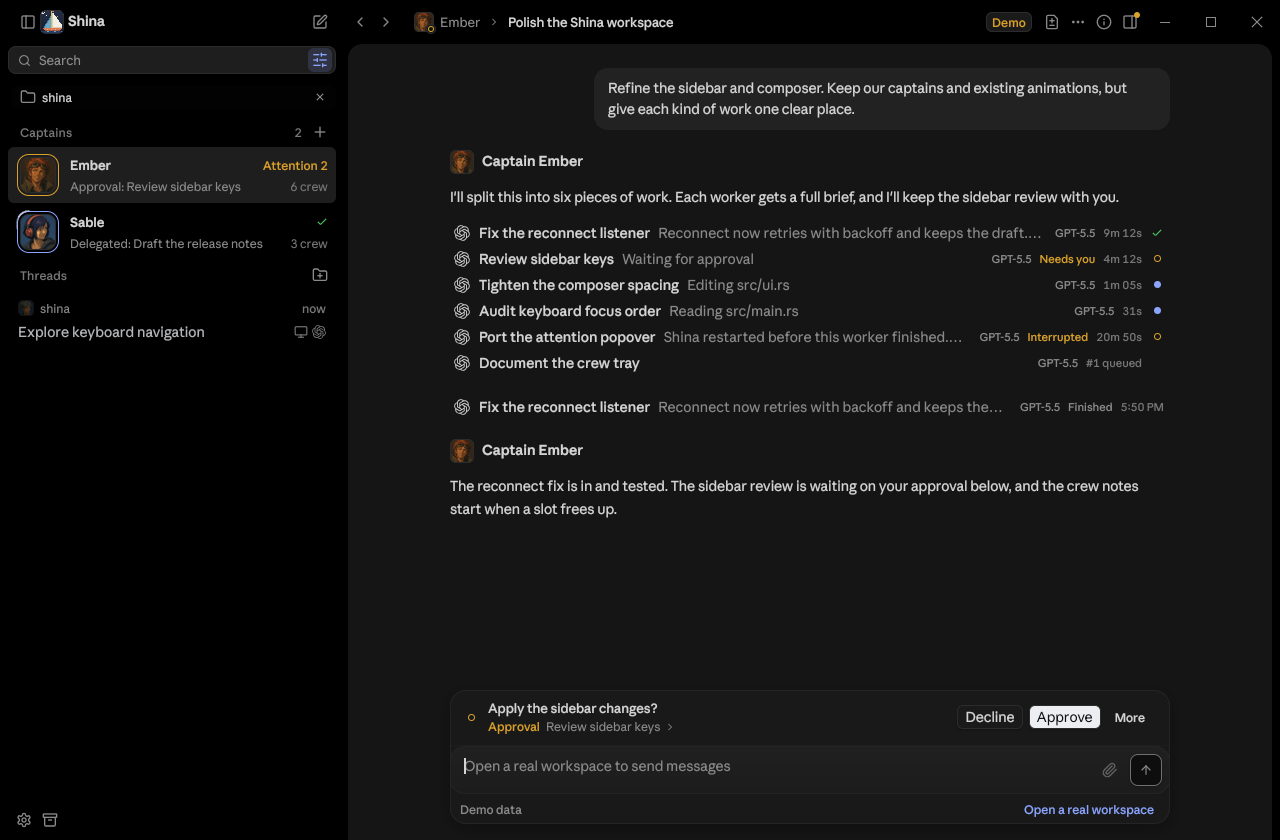 Shina
Search
shina
Captains 2
Ember Attention 2
Approval: Review sidebar keys 6 crew
Sable
Delegated: Draft the release notes 3 crew
Threads
shina now
Explore keyboard navigation
Ember Polish the Shina workspace
Demo
Refine the sidebar and composer. Keep our captains and existing animations, but
give each kind of work one clear place.
Captain Ember
I'll split this into six pieces of work. Each worker gets a full brief, and I'll keep the sidebar review with you.
Fix the reconnect listener Reconnect now retries with backoff and keeps the draft.… GPT-5.5 9m 12s
Review sidebar keys Waiting for approval GPT-5.5 Needs you 4m 12s
Tighten the composer spacing Editing src/ui.rs GPT-5.5 1m 05s
Audit keyboard focus order Reading src/main.rs GPT-5.5 31s
Port the attention popover Shina restarted before this worker finished.… GPT-5.5 Interrupted 20m 50s
Document the crew tray GPT-5.5 #1 queued
Fix the reconnect listener Reconnect now retries with backoff and keeps the… GPT-5.5 Finished 5:50 PM
Captain Ember
The reconnect fix is in and tested. The sidebar review is waiting on your approval below, and the crew notes
start when a slot frees up.
Apply the sidebar changes?
Approval Review sidebar keys
Decline Approve More
Open a real workspace to send messages
Demo data Open a real workspace